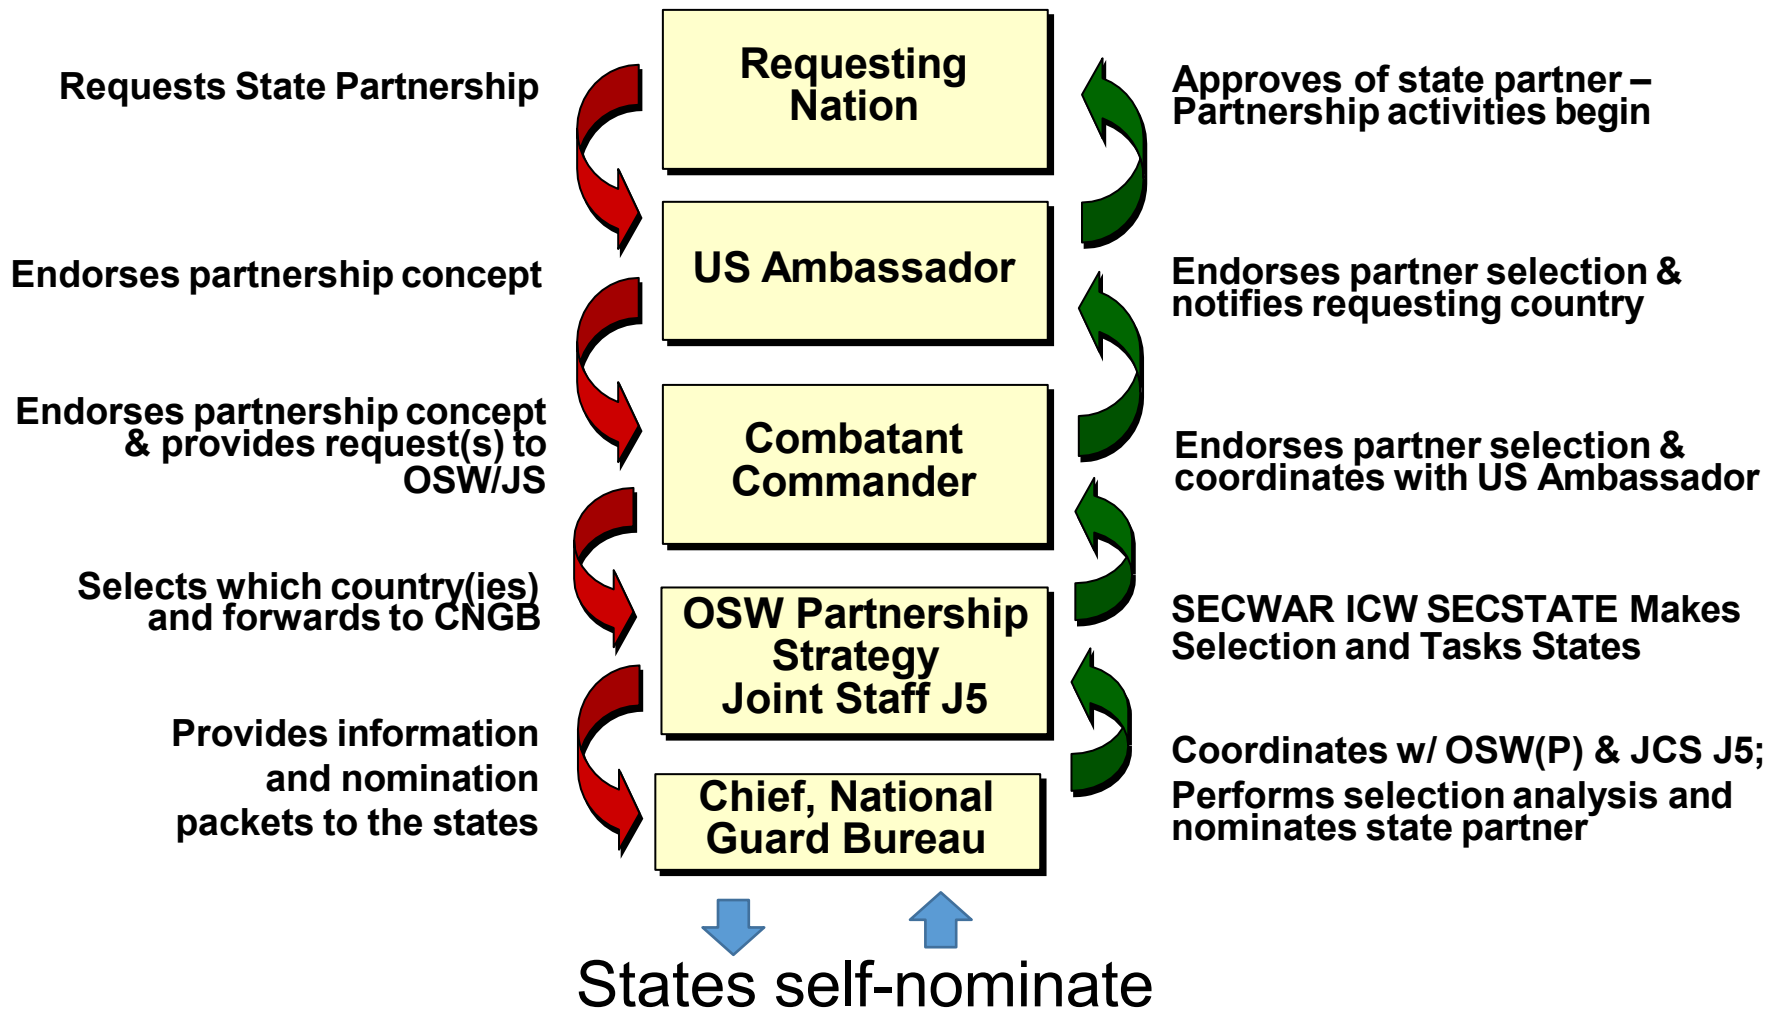 Requests State Partnership
Requesting
Nation
Approves of state partner –
Partnership activities begin
Endorses partnership concept
US Ambassador
Endorses partner selection &
notifies requesting country
Endorses partnership concept
& provides request(s) to
OSW/JS
Combatant
Commander
Endorses partner selection &
coordinates with US Ambassador
Selects which country(ies)
and forwards to CNGB
OSW Partnership
Strategy
Joint Staff J5
SECWAR ICW SECSTATE Makes
Selection and Tasks States
Provides information
and nomination
packets to the states
Chief, National
Guard Bureau
Coordinates w/ OSW(P) & JCS J5;
Performs selection analysis and
nominates state partner
States self-nominate